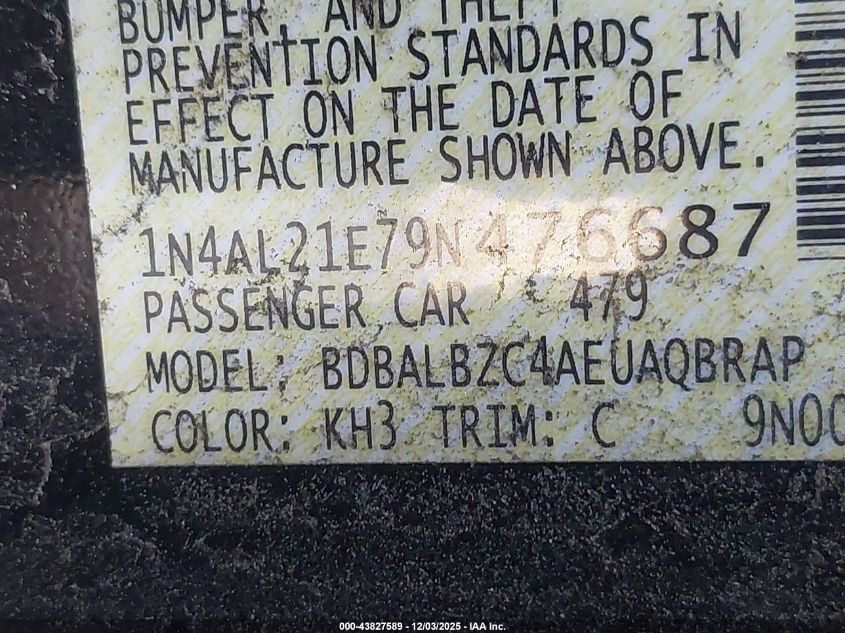 BUMPER, AND THEFT
PREVENTION STANDARDS IN
EFFECT ON THE DATE OF
MANUFACTURE SHOWN ABOVE.
1N4AL21E79N476687
PASSENGER CAR 479
MODEL: BDBALBZC4AEUAQBRAP
COLOR: KH3 TRIM: C 9N00
000-43827589 - 12/03/2025 - IAA Inc.